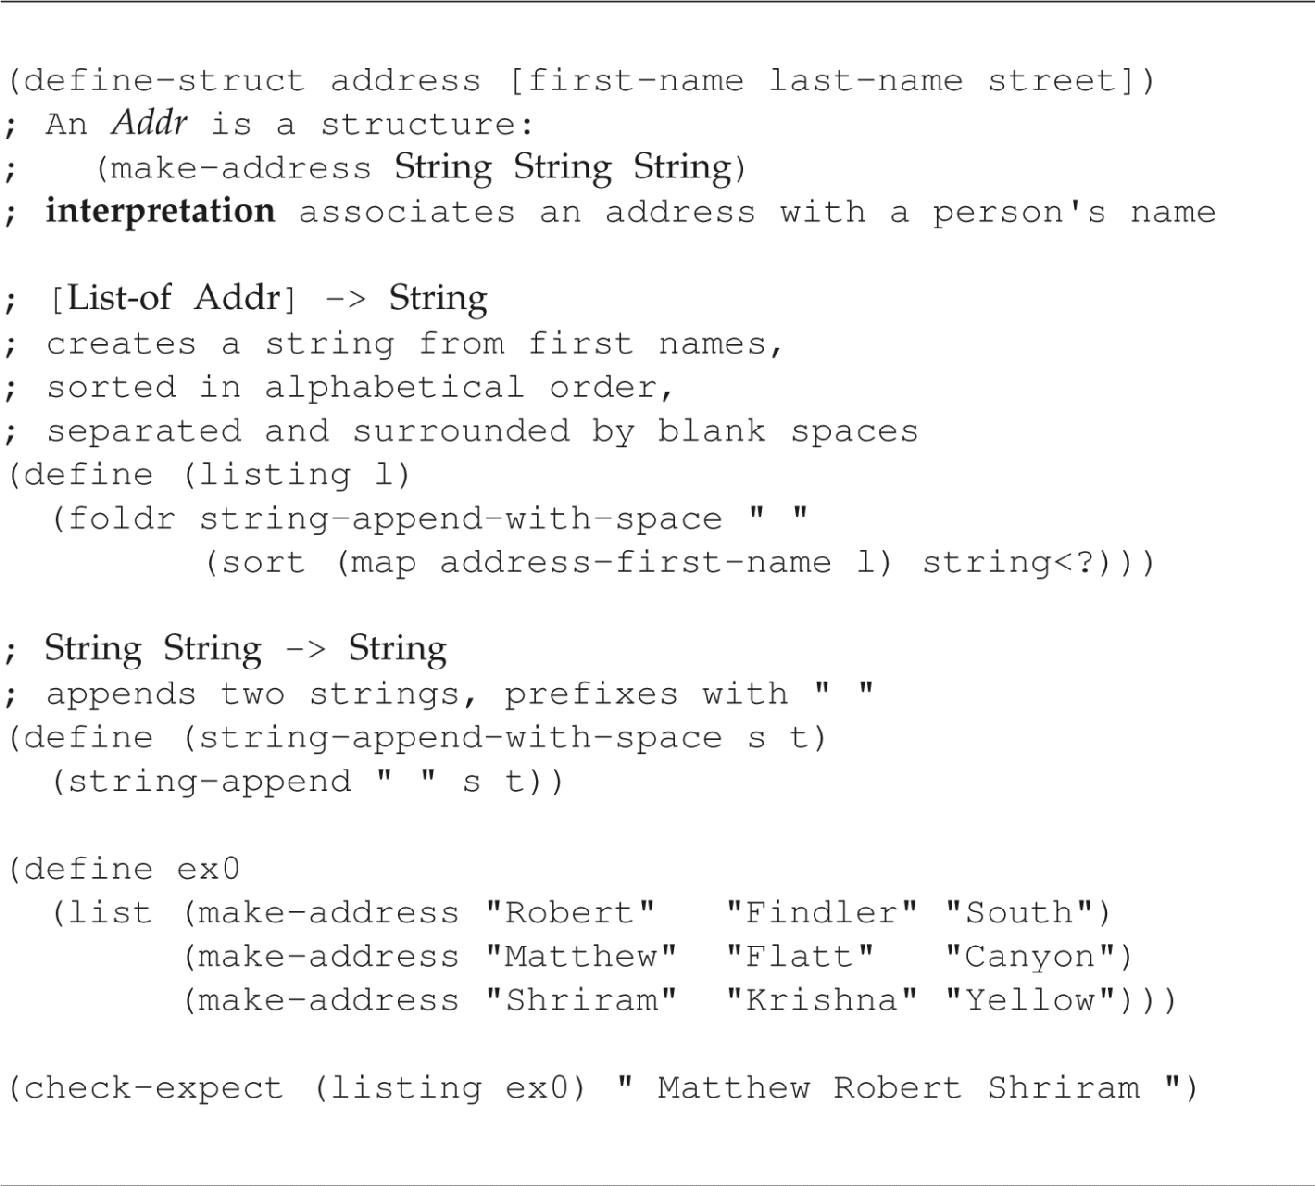 (define-struct address [first-name last-name street])
; An Addr is a structure:
;   (make-address String String String)
; interpretation associates an address with a person's name

; [List-of Addr] -> String
; creates a string from first names,
; sorted in alphabetical order,
; separated and surrounded by blank spaces
(define (listing l)
  (foldr string-append-with-space " "
         (sort (map address-first-name l) string<?)))

; String String -> String
; appends two strings, prefixes with " "
(define (string-append-with-space s t)
  (string-append " " s t))

(define ex0
  (list (make-address "Robert"   "Findler" "South")
        (make-address "Matthew"  "Flatt"   "Canyon")
        (make-address "Shriram"  "Krishna" "Yellow")))

(check-expect (listing ex0) " Matthew Robert Shriram ")